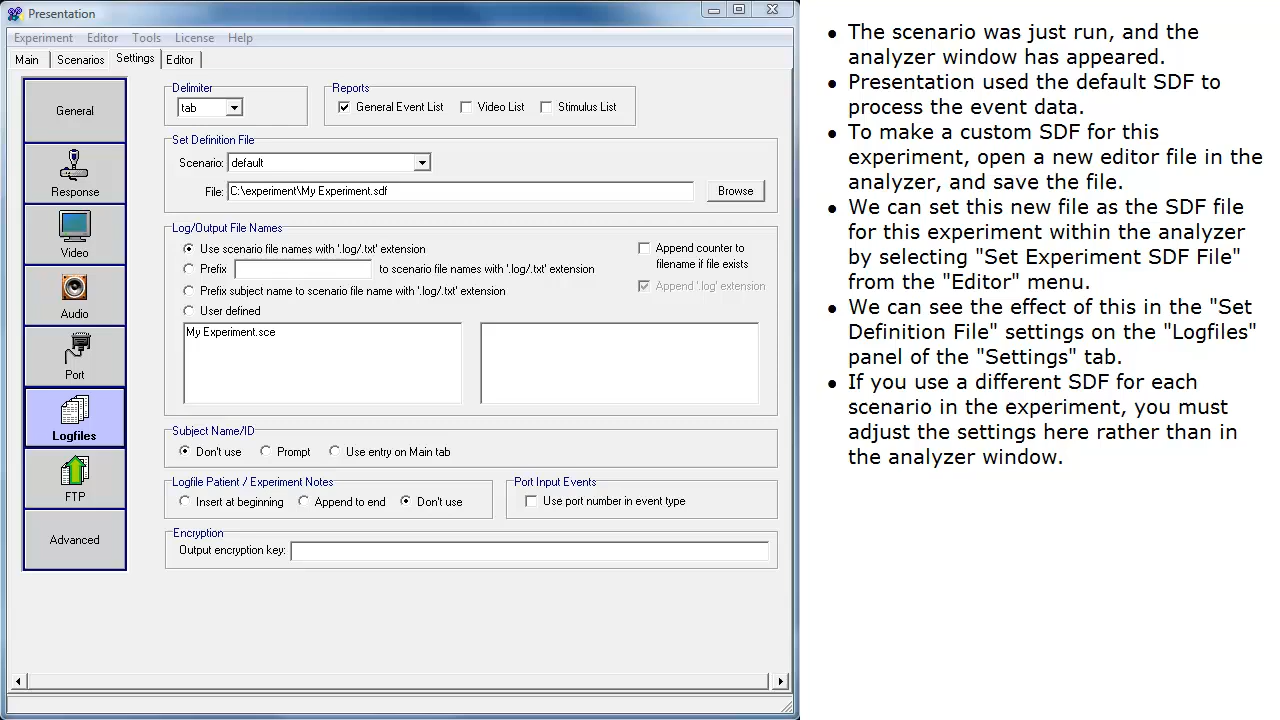 Presentation
Experiment Editor Tools License Help
Main Scenarios Settings Editor
General
Response
Video
Audio
Port
Logfiles
FTP
Advanced
Delimiter
tab
Reports
General Event List Video List Stimulus List
Set Definition File
Scenario: default
File: C:\experiment\My Experiment.sdf Browse
Log/Output File Names
Use scenario file names with '.log/.txt' extension
Prefix to scenario file names with '.log/.txt' extension
Prefix subject name to scenario file name with '.log/.txt' extension
User defined
Append counter to
filename if file exists
Append '.log' extension
My Experiment.sce
Subject Name/ID
Don't use Prompt Use entry on Main tab
Logfile Patient / Experiment Notes
Insert at beginning Append to end Don't use
Port Input Events
Use port number in event type
Encryption
Output encryption key:
• The scenario was just run, and the
analyzer window has appeared.
• Presentation used the default SDF to
process the event data.
• To make a custom SDF for this
experiment, open a new editor file in the
analyzer, and save the file.
• We can set this new file as the SDF file
for this experiment within the analyzer
by selecting "Set Experiment SDF File"
from the "Editor" menu.
• We can see the effect of this in the "Set
Definition File" settings on the "Logfiles"
panel of the "Settings" tab.
• If you use a different SDF for each
scenario in the experiment, you must
adjust the settings here rather than in
the analyzer window.